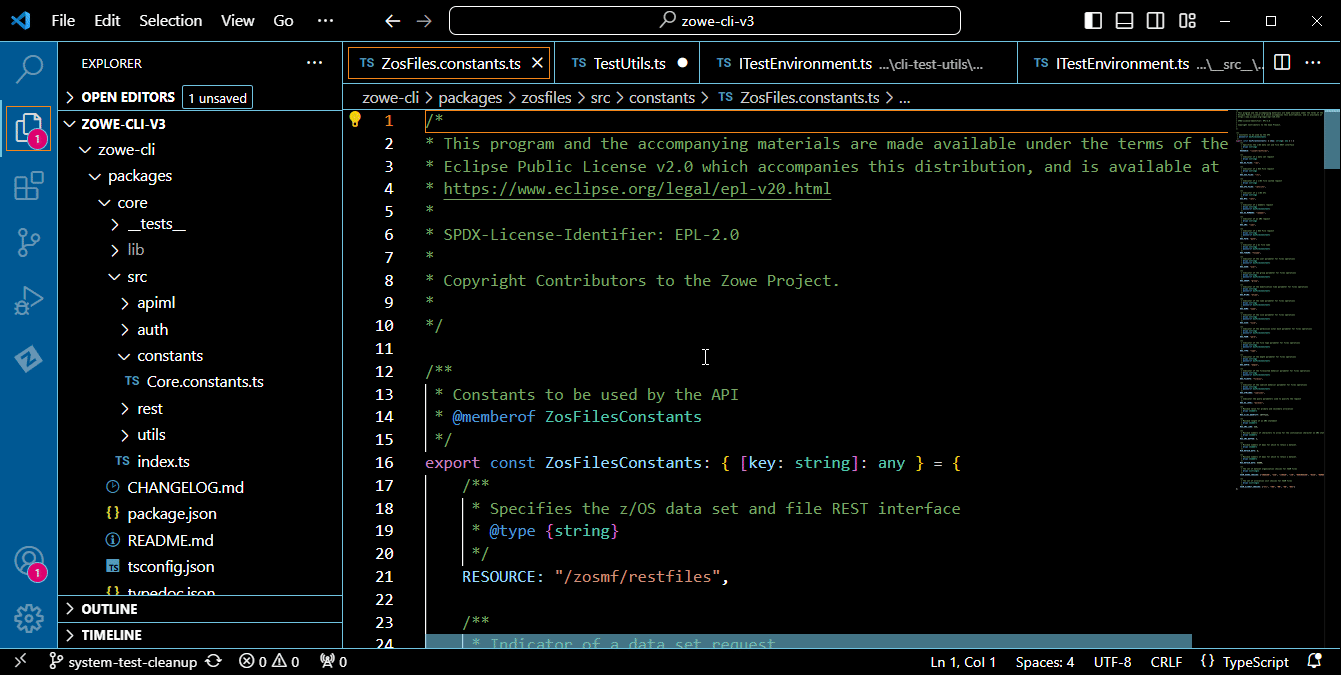 File Edit Selection View Go ··· zowe-cli-v3
EXPLORER ···
OPEN EDITORS 1 unsaved
ZOWE-CLI-V3
zowe-cli
packages
core
__tests__
lib
src
apiml
auth
constants
TS Core.constants.ts
rest
utils
TS index.ts
CHANGELOG.md
{} package.json
README.md
TS tsconfig.json
{} typedoc.json
OUTLINE
TIMELINE
1
1
TS ZosFiles.constants.ts TS TestUtils.ts TS ITestEnvironment.ts ...\cli-test-utils\... TS ITestEnvironment.ts ...\__src__\...
zowe-cli > packages > zosfiles > src > constants > TS ZosFiles.constants.ts > ...
1 /*
2 * This program and the accompanying materials are made available under the terms of the
3 * Eclipse Public License v2.0 which accompanies this distribution, and is available at
4 * https://www.eclipse.org/legal/epl-v20.html
5 *
6 * SPDX-License-Identifier: EPL-2.0
7 *
8 * Copyright Contributors to the Zowe Project.
9 *
10 */
11
12 /**
13 * Constants to be used by the API
14 * @memberof ZosFilesConstants
15 */
16 export const ZosFilesConstants: { [key: string]: any } = {
17 /**
18 * Specifies the z/OS data set and file REST interface
19 * @type {string}
20 */
21 RESOURCE: "/zosmf/restfiles",
22
23 /**
24 * Indicator of a data set request
system-test-cleanup 0 0 0 Ln 1, Col 1 Spaces: 4 UTF-8 CRLF {} TypeScript